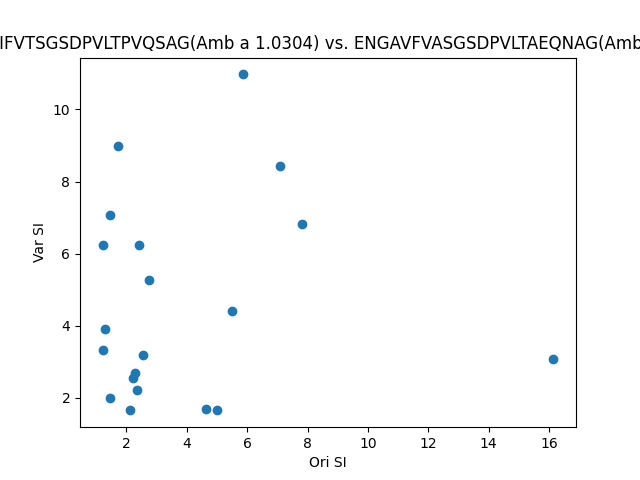 IFVTSGSDPVLTPVQSAG(Amb a 1.0304) vs. ENGAVFVASGSDPVLTAEQNAG(Amb
10
8
6
4
2
Var SI
2 4 6 8 10 12 14 16
Ori SI